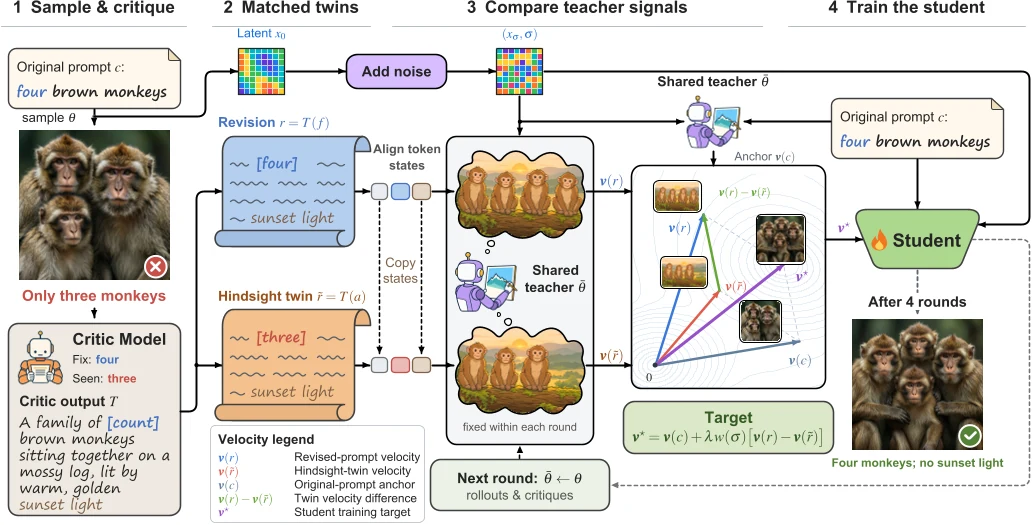 1 Sample & critique
2 Matched twins
3 Compare teacher signals
4 Train the student
Original prompt c:
four brown monkeys
sample θ
Only three monkeys
Critic Model
Fix: four
Seen: three
Critic output T
A family of [count]
brown monkeys
sitting together on a
mossy log, lit by
warm, golden
sunset light
Latent x₀
Add noise
(x_σ, σ)
Revision r = T(f)
[four]
sunset light
Align token
states
Copy
states
Hindsight twin r̃ = T(a)
[three]
sunset light
Velocity legend
v(r) Revised-prompt velocity
v(r̃) Hindsight-twin velocity
v(c) Original-prompt anchor
v(r) − v(r̃) Twin velocity difference
v⋆ Student training target
Shared
teacher θ̄
fixed within each round
v(r)
v(r̃)
Next round: θ̄ ← θ
rollouts & critiques
Shared teacher θ̄
Anchor v(c)
v(r) − v(r̃)
v(r)
v(r̃)
v⋆
v(c)
0
Target
v⋆ = v(c) + λ w(σ) [v(r) − v(r̃)]
Original prompt c:
four brown monkeys
v⋆
Student
After 4 rounds
Four monkeys; no sunset light